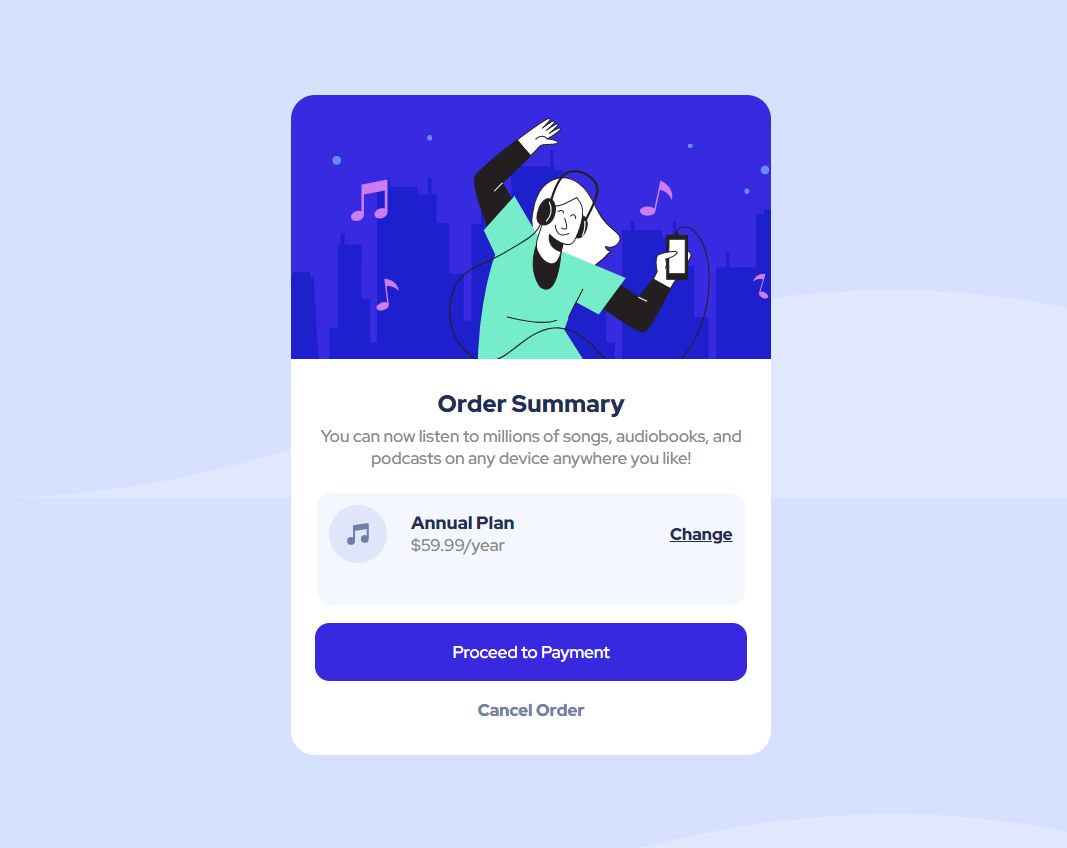 Order Summary
You can now listen to millions of songs, audiobooks, and
podcasts on any device anywhere you like!
Annual Plan
$59.99/year
Change
Proceed to Payment
Cancel Order